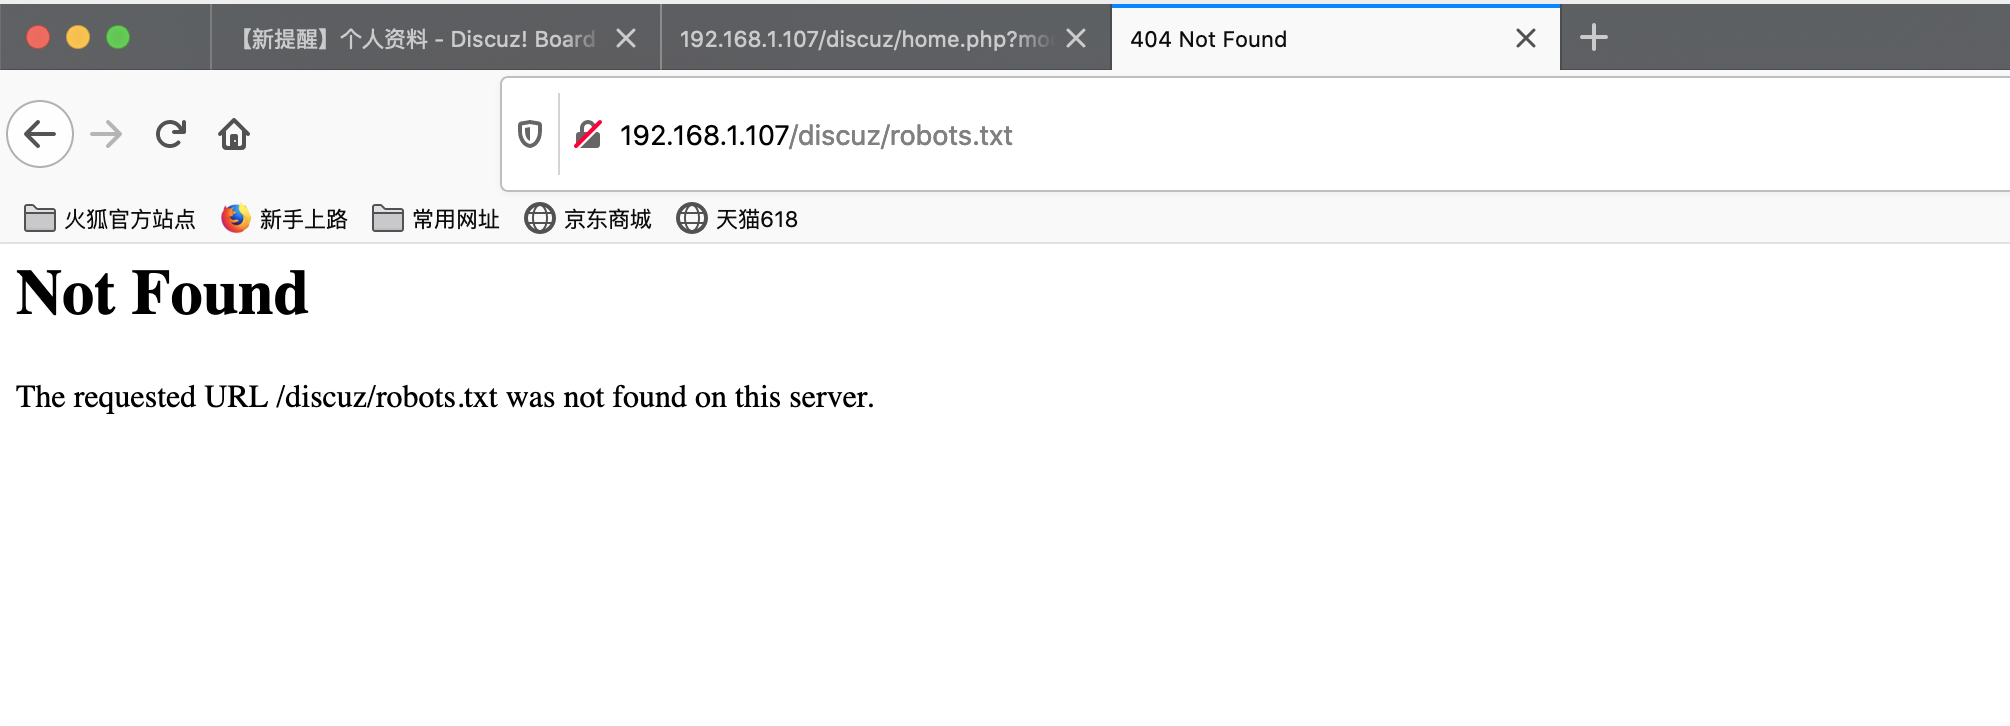 【新提醒】个人资料 - Discuz! Board
192.168.1.107/discuz/home.php?mo
404 Not Found
192.168.1.107/discuz/robots.txt
火狐官方站点 新手上路 常用网址 京东商城 天猫618
Not Found
The requested URL /discuz/robots.txt was not found on this server.